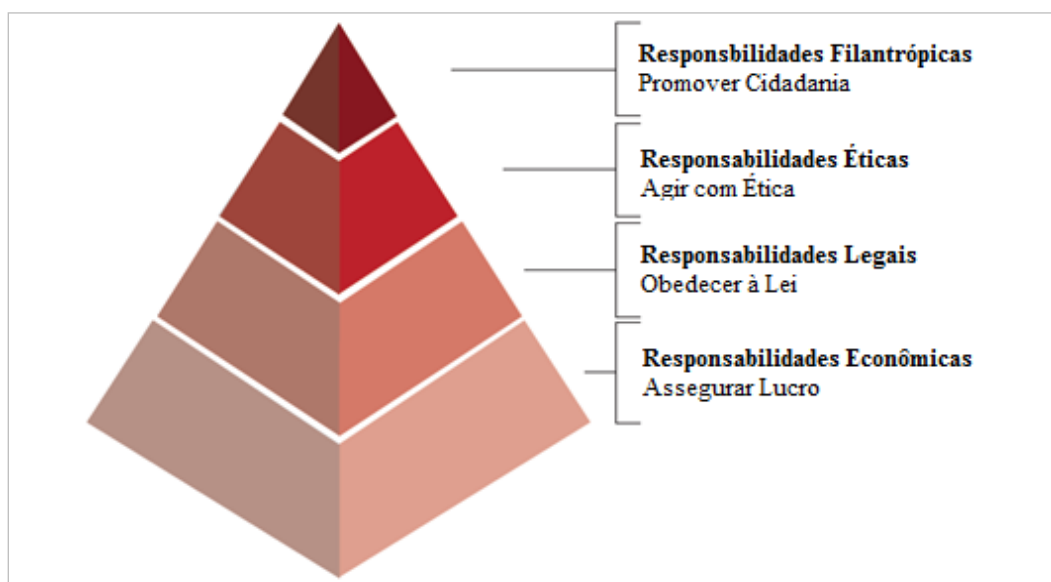 Responsbilidades Filantrópicas
Promover Cidadania
Responsabilidades Éticas
Agir com Ética
Responsabilidades Legais
Obedecer à Lei
Responsabilidades Econômicas
Assegurar Lucro